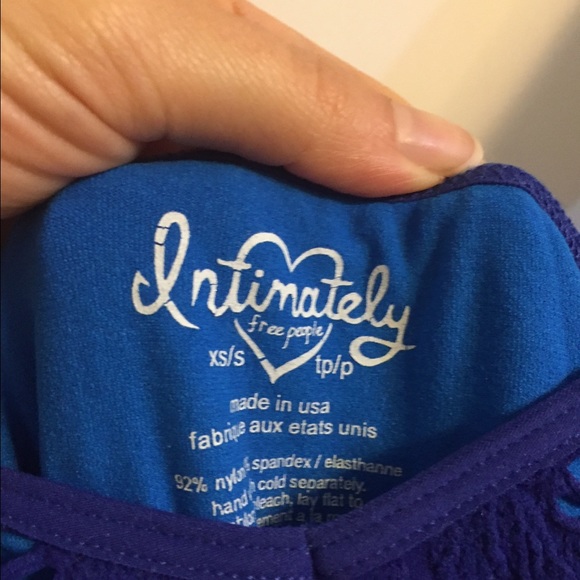 Intimately
free people
xs/s tp/p
made in usa
fabrique aux etats unis
92% nylon spandex / elasthanne
hand cold separately.
lay flat to
a la